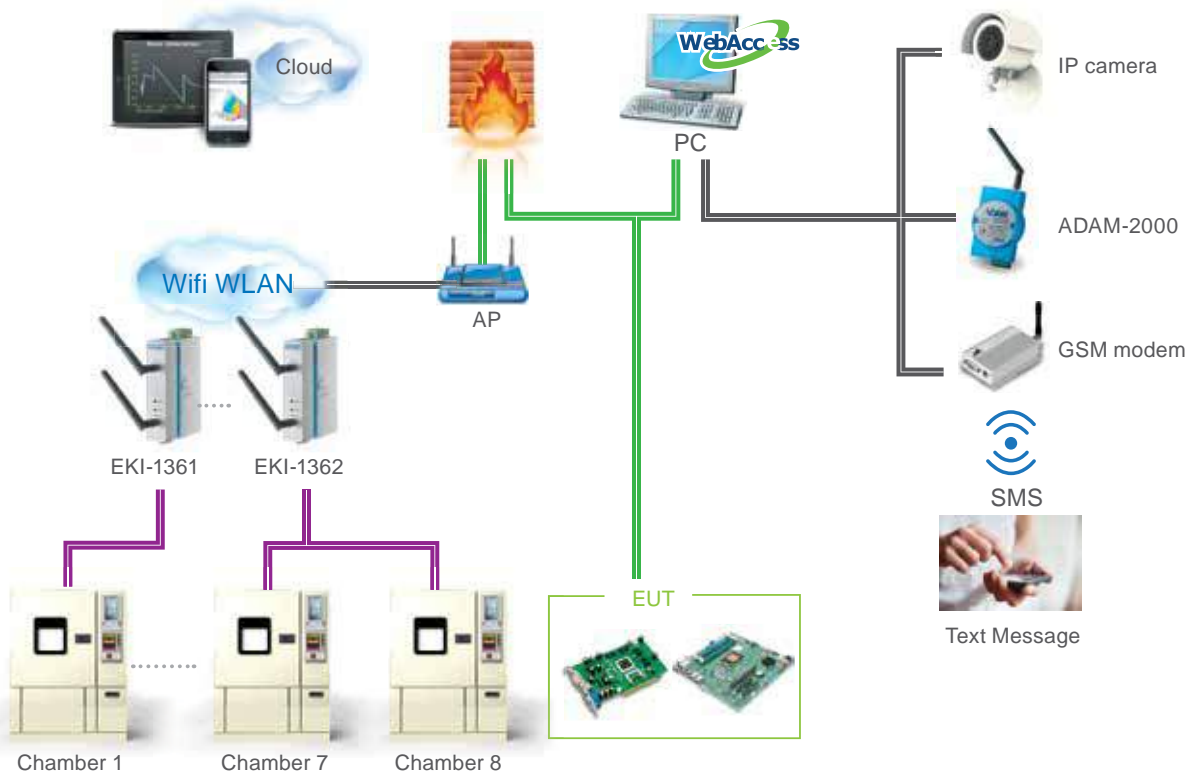 Cloud
WebAccess
PC
IP camera
ADAM-2000
Wifi WLAN
AP
GSM modem
EKI-1361
EKI-1362
SMS
EUT
Text Message
Chamber 1
Chamber 7
Chamber 8